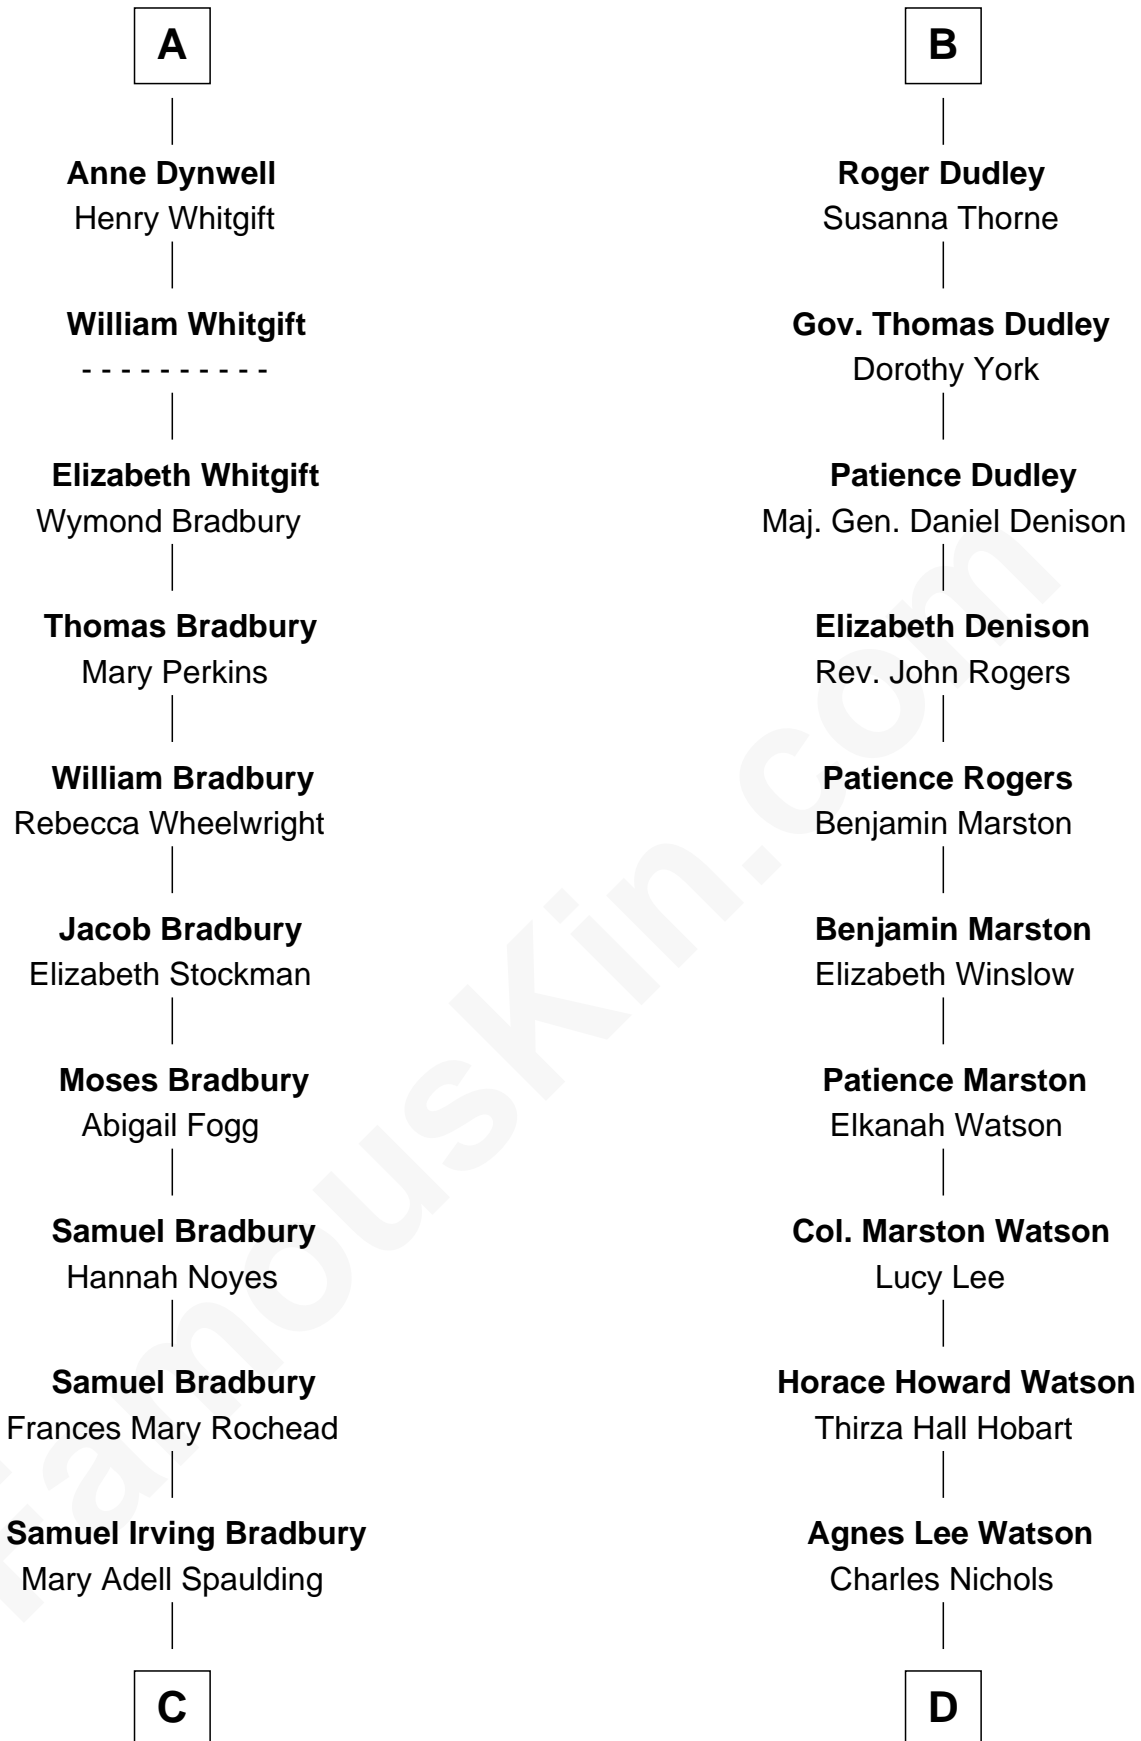 A
Anne Dynwell
Henry Whitgift
William Whitgift
- - - - - - - - - -
Elizabeth Whitgift
Wymond Bradbury
Thomas Bradbury
Mary Perkins
William Bradbury
Rebecca Wheelwright
Jacob Bradbury
Elizabeth Stockman
Moses Bradbury
Abigail Fogg
Samuel Bradbury
Hannah Noyes
Samuel Bradbury
Frances Mary Rochead
Samuel Irving Bradbury
Mary Adell Spaulding
C
B
Roger Dudley
Susanna Thorne
Gov. Thomas Dudley
Dorothy York
Patience Dudley
Maj. Gen. Daniel Denison
Elizabeth Denison
Rev. John Rogers
Patience Rogers
Benjamin Marston
Benjamin Marston
Elizabeth Winslow
Patience Marston
Elkanah Watson
Col. Marston Watson
Lucy Lee
Horace Howard Watson
Thirza Hall Hobart
Agnes Lee Watson
Charles Nichols
D
FamousKin.com